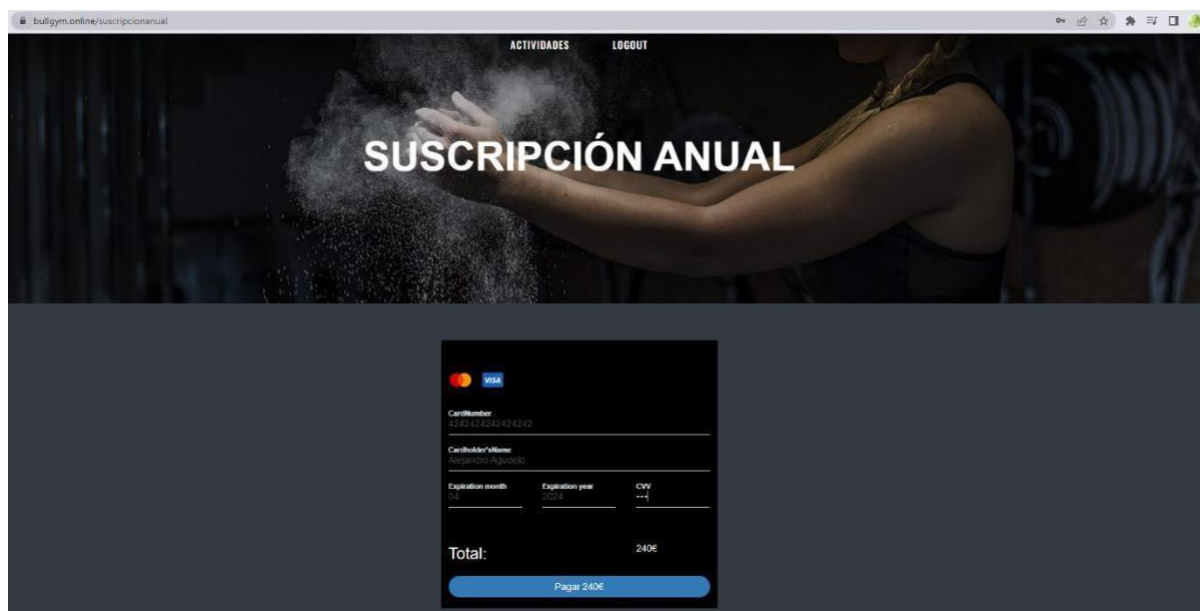 bullgym.online/suscripcionanual
ACTIVIDADES LOGOUT
SUSCRIPCIÓN ANUAL
VISA
CardNumber
4242424242424242
Cardholder'sName
Alejandro Agudelo
Expiration month Expiration year CVV
04 2024 •••
Total: 240€
Pagar 240€